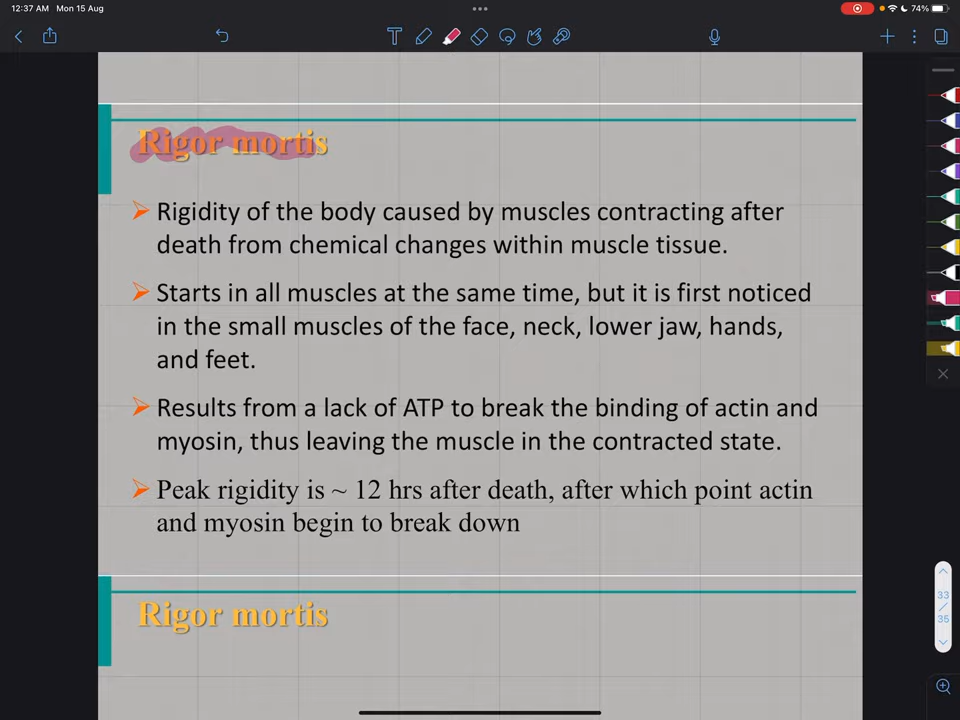 12:37 AM Mon 15 Aug
74%
Rigor mortis
Rigidity of the body caused by muscles contracting after
death from chemical changes within muscle tissue.
Starts in all muscles at the same time, but it is first noticed
in the small muscles of the face, neck, lower jaw, hands,
and feet.
Results from a lack of ATP to break the binding of actin and
myosin, thus leaving the muscle in the contracted state.
Peak rigidity is ~ 12 hrs after death, after which point actin
and myosin begin to break down
33
/
35
Rigor mortis